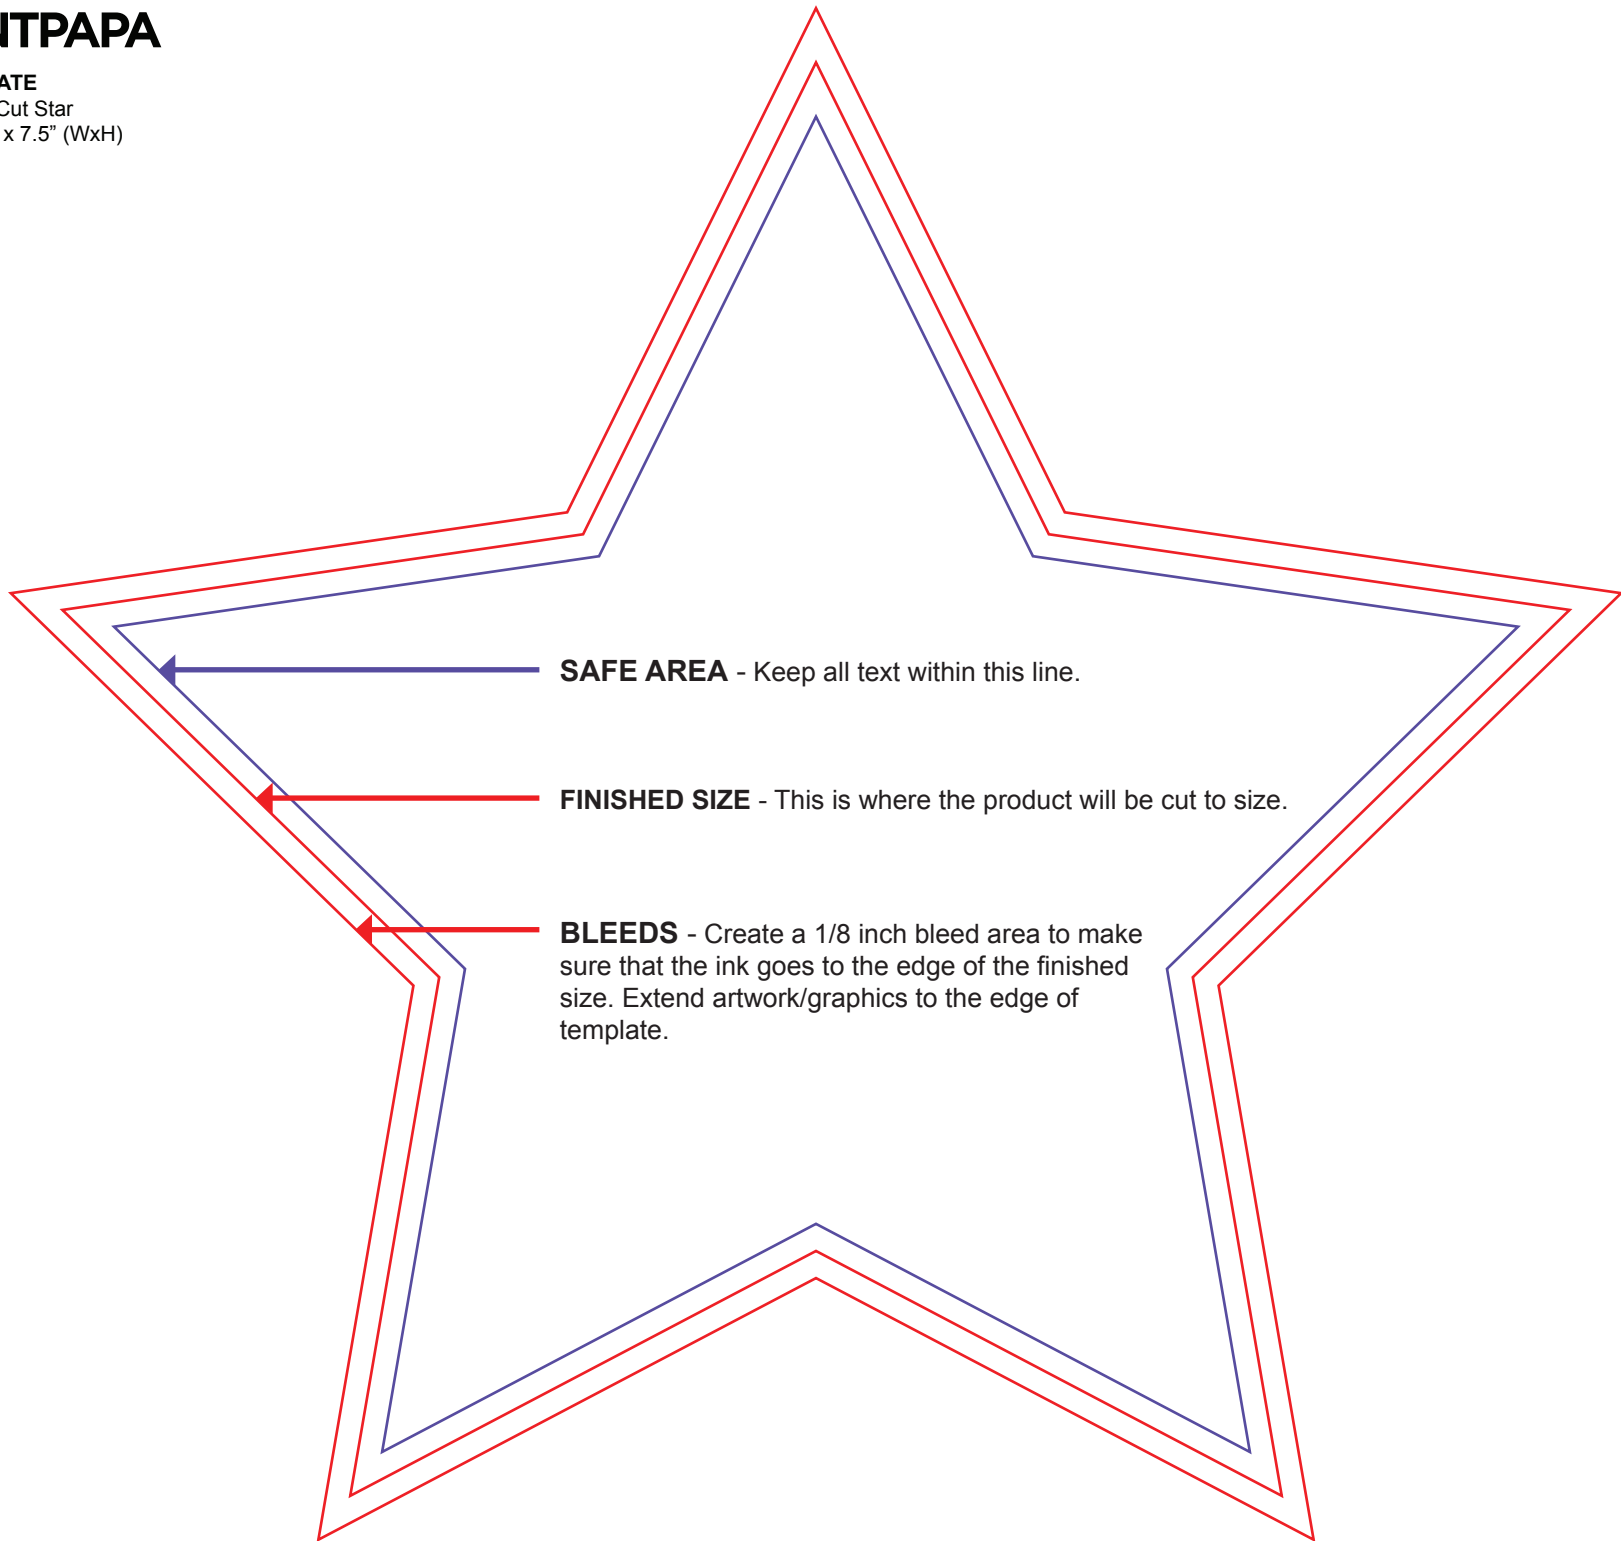 NTPAPA
ATE
Cut Star
x 7.5” (WxH)
SAFE AREA - Keep all text within this line.
FINISHED SIZE - This is where the product will be cut to size.
BLEEDS - Create a 1/8 inch bleed area to make
sure that the ink goes to the edge of the finished
size. Extend artwork/graphics to the edge of
template.